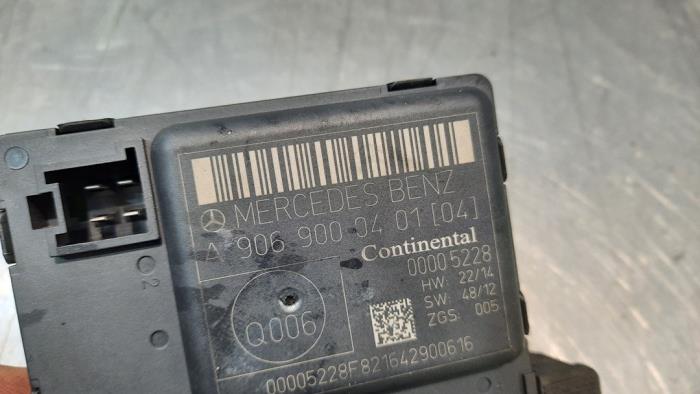 MERCEDES BENZ
A 906 900 04 01 [04]
Continental
00005228
HW: 22/14
SW: 48/12
ZGS: 005
Q006
00005228F821642900616
2